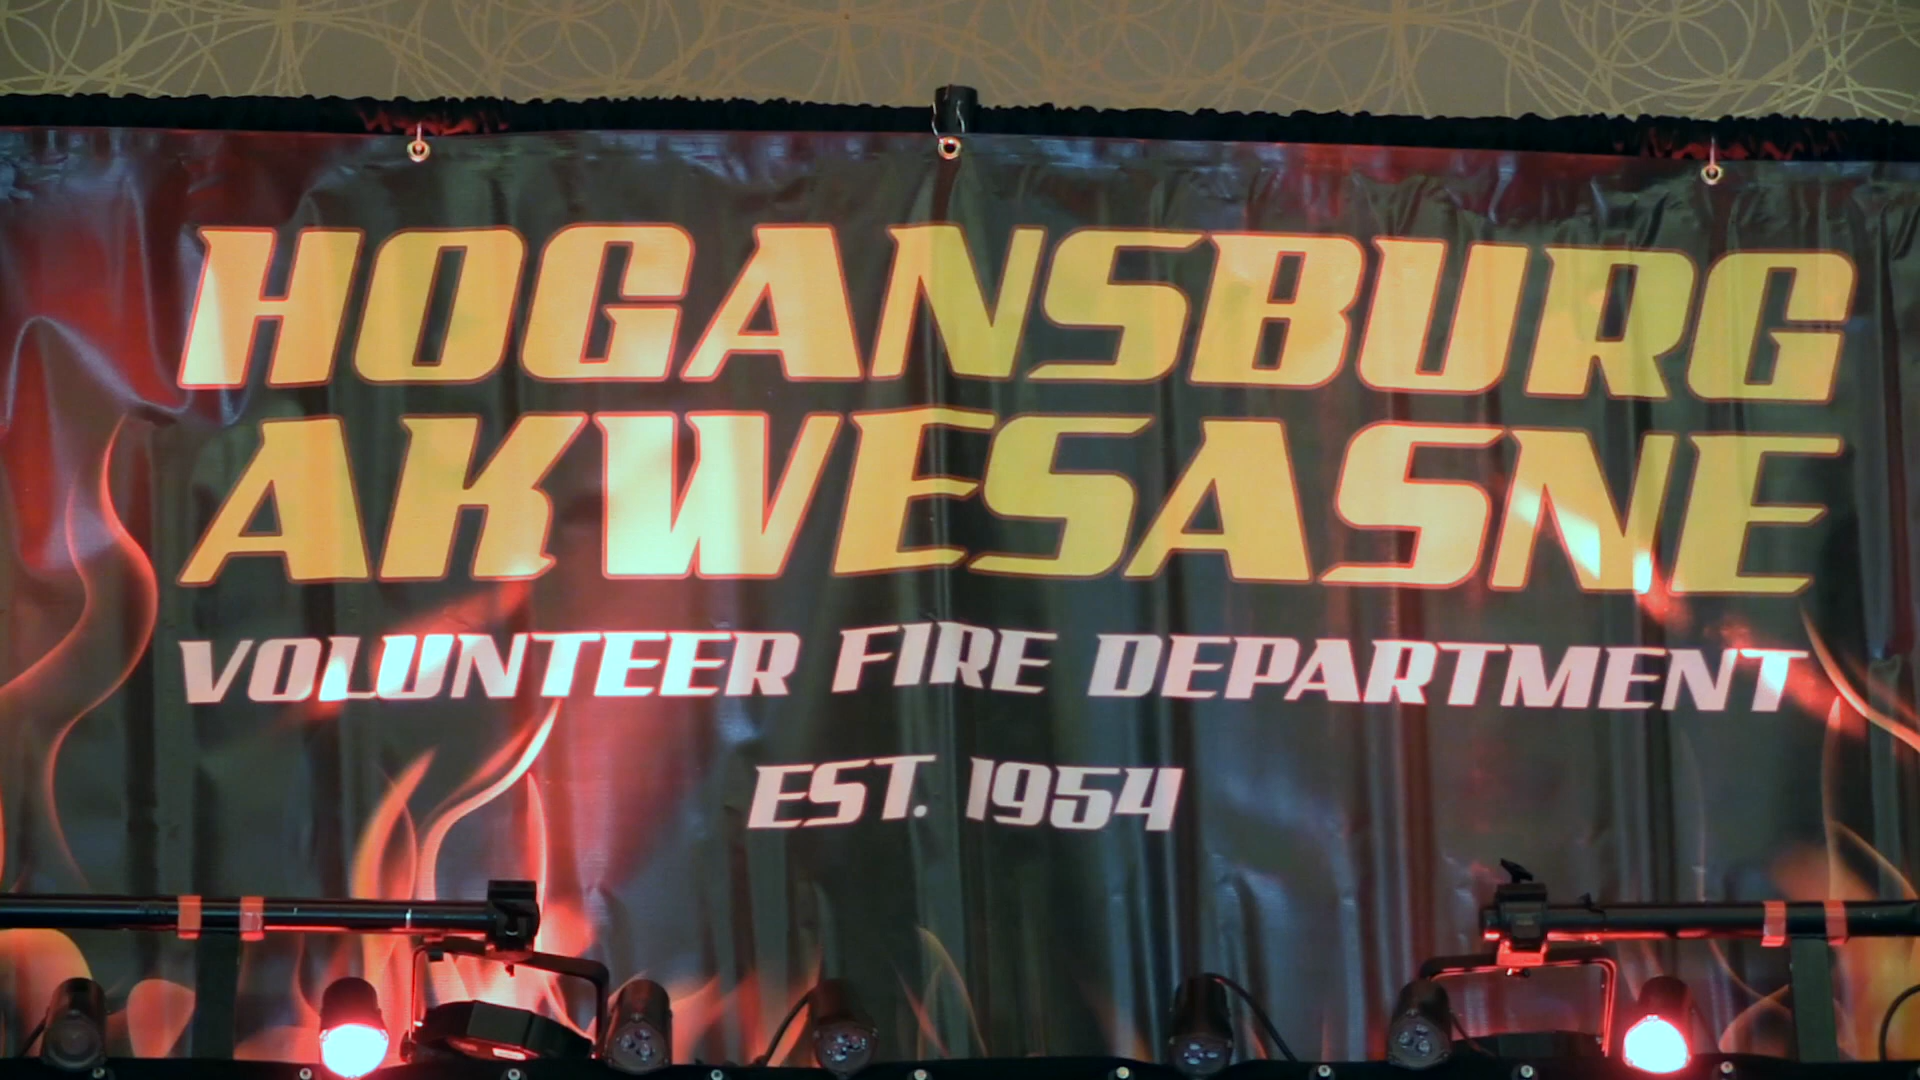 HOGANSBURG
AKWESASNE
VOLUNTEER FIRE DEPARTMENT
EST. 1954